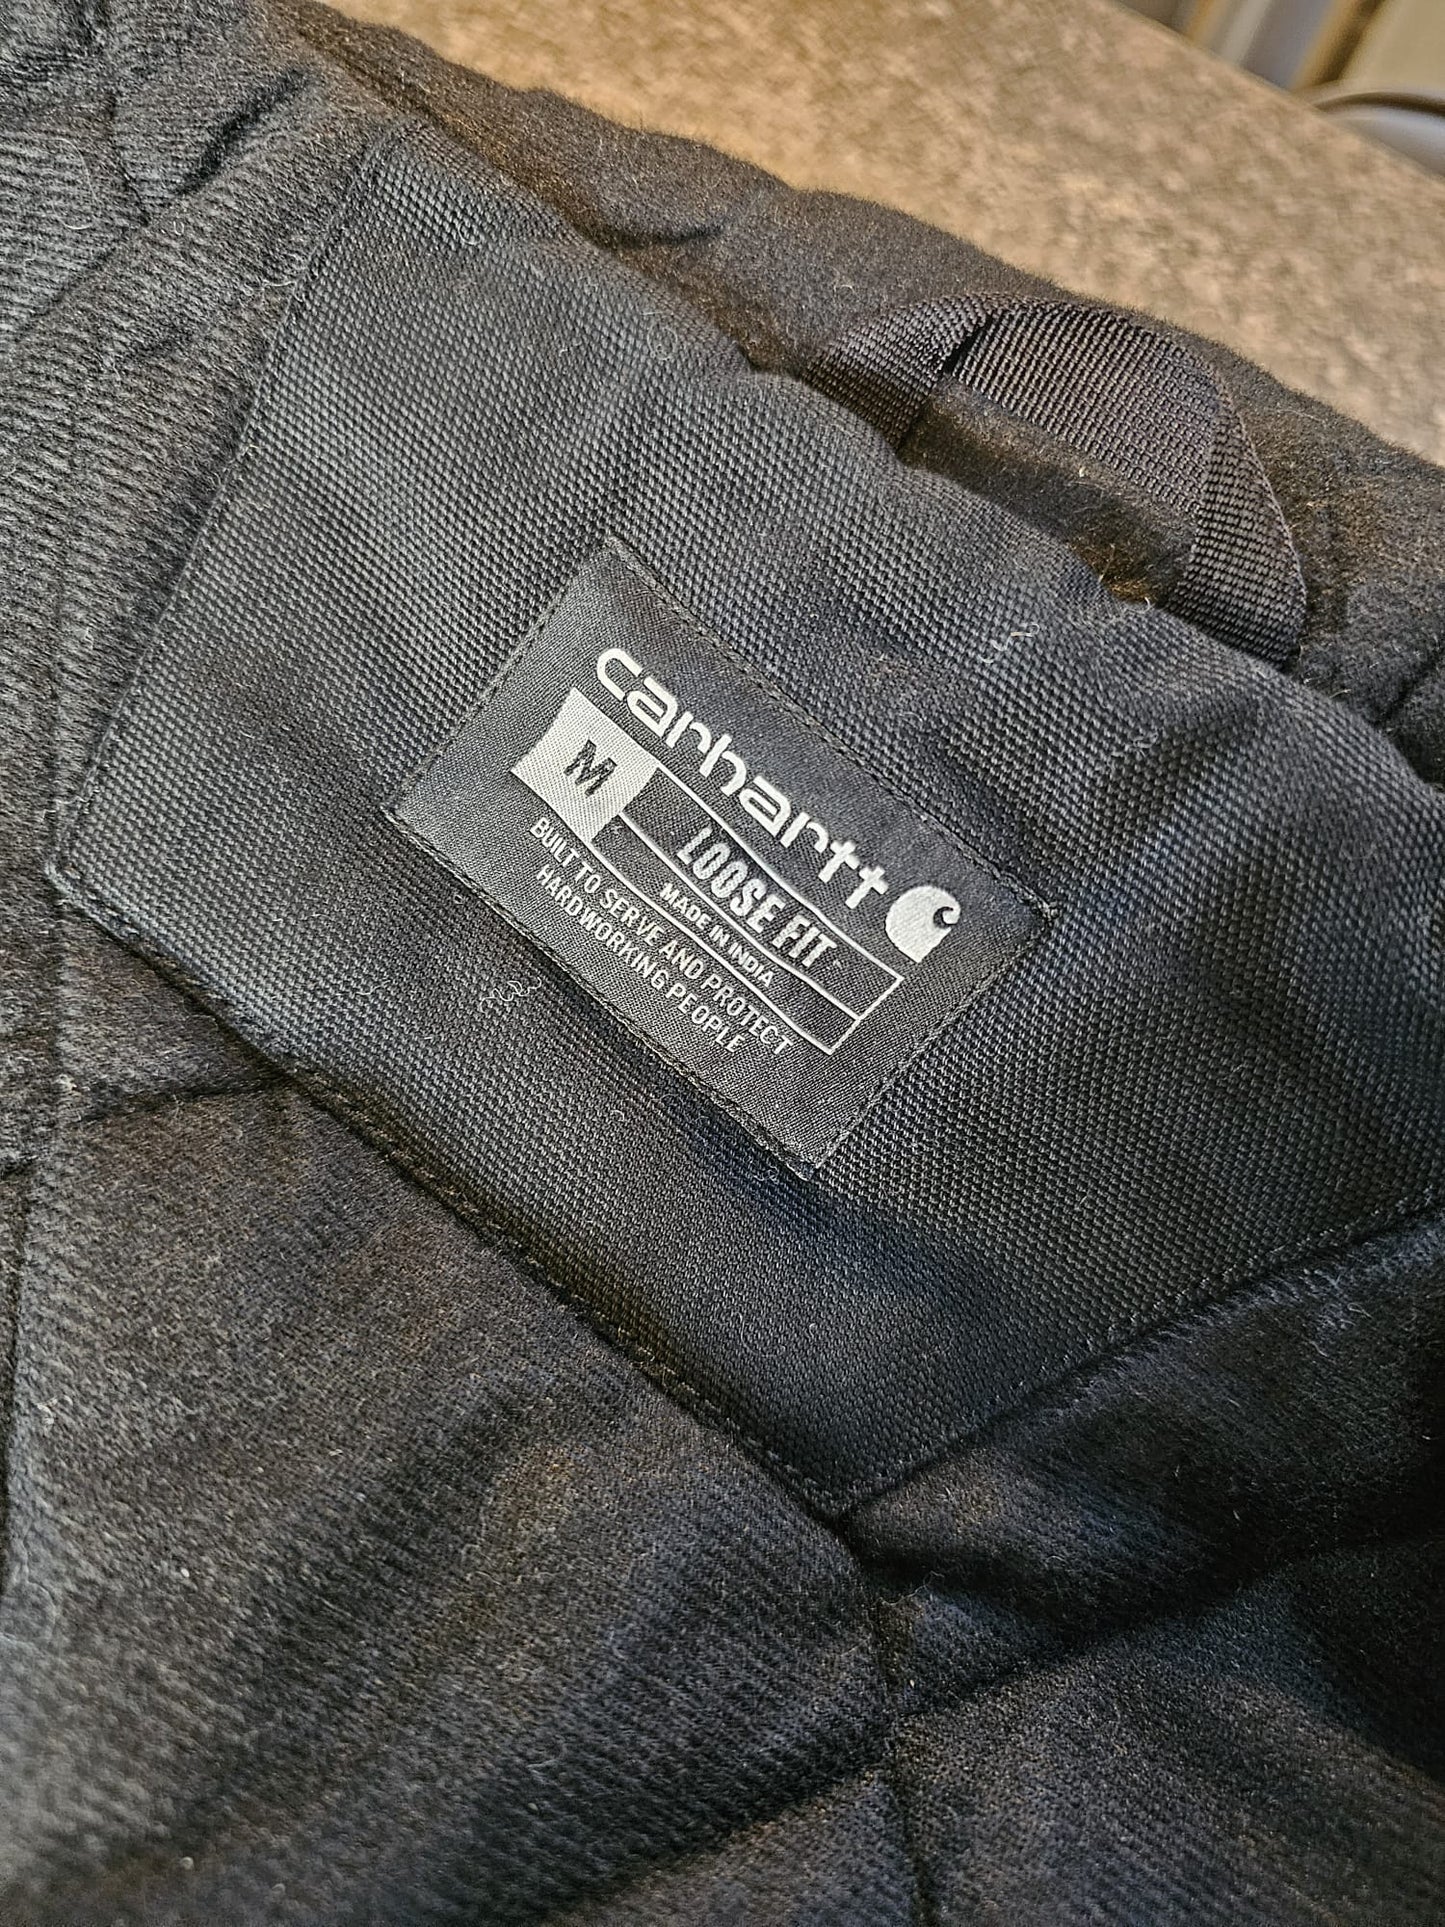 carhartt
M
LOOSE FIT
MADE IN INDIA
BUILT TO SERVE AND PROTECT
HARDWORKING PEOPLE